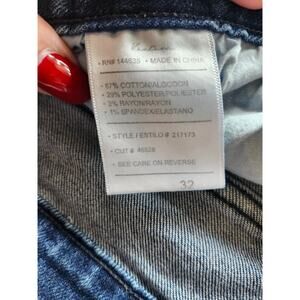 • RN# 144635 • MADE IN CHINA
• 67% COTTON/ALGODON
• 29% POLYESTER/POLIESTER
• 3% RAYON/RAYON
• 1% SPANDEX/ELASTANO
• STYLE / ESTILO # 217173
• CUT # 46628
• SEE CARE ON REVERSE
32